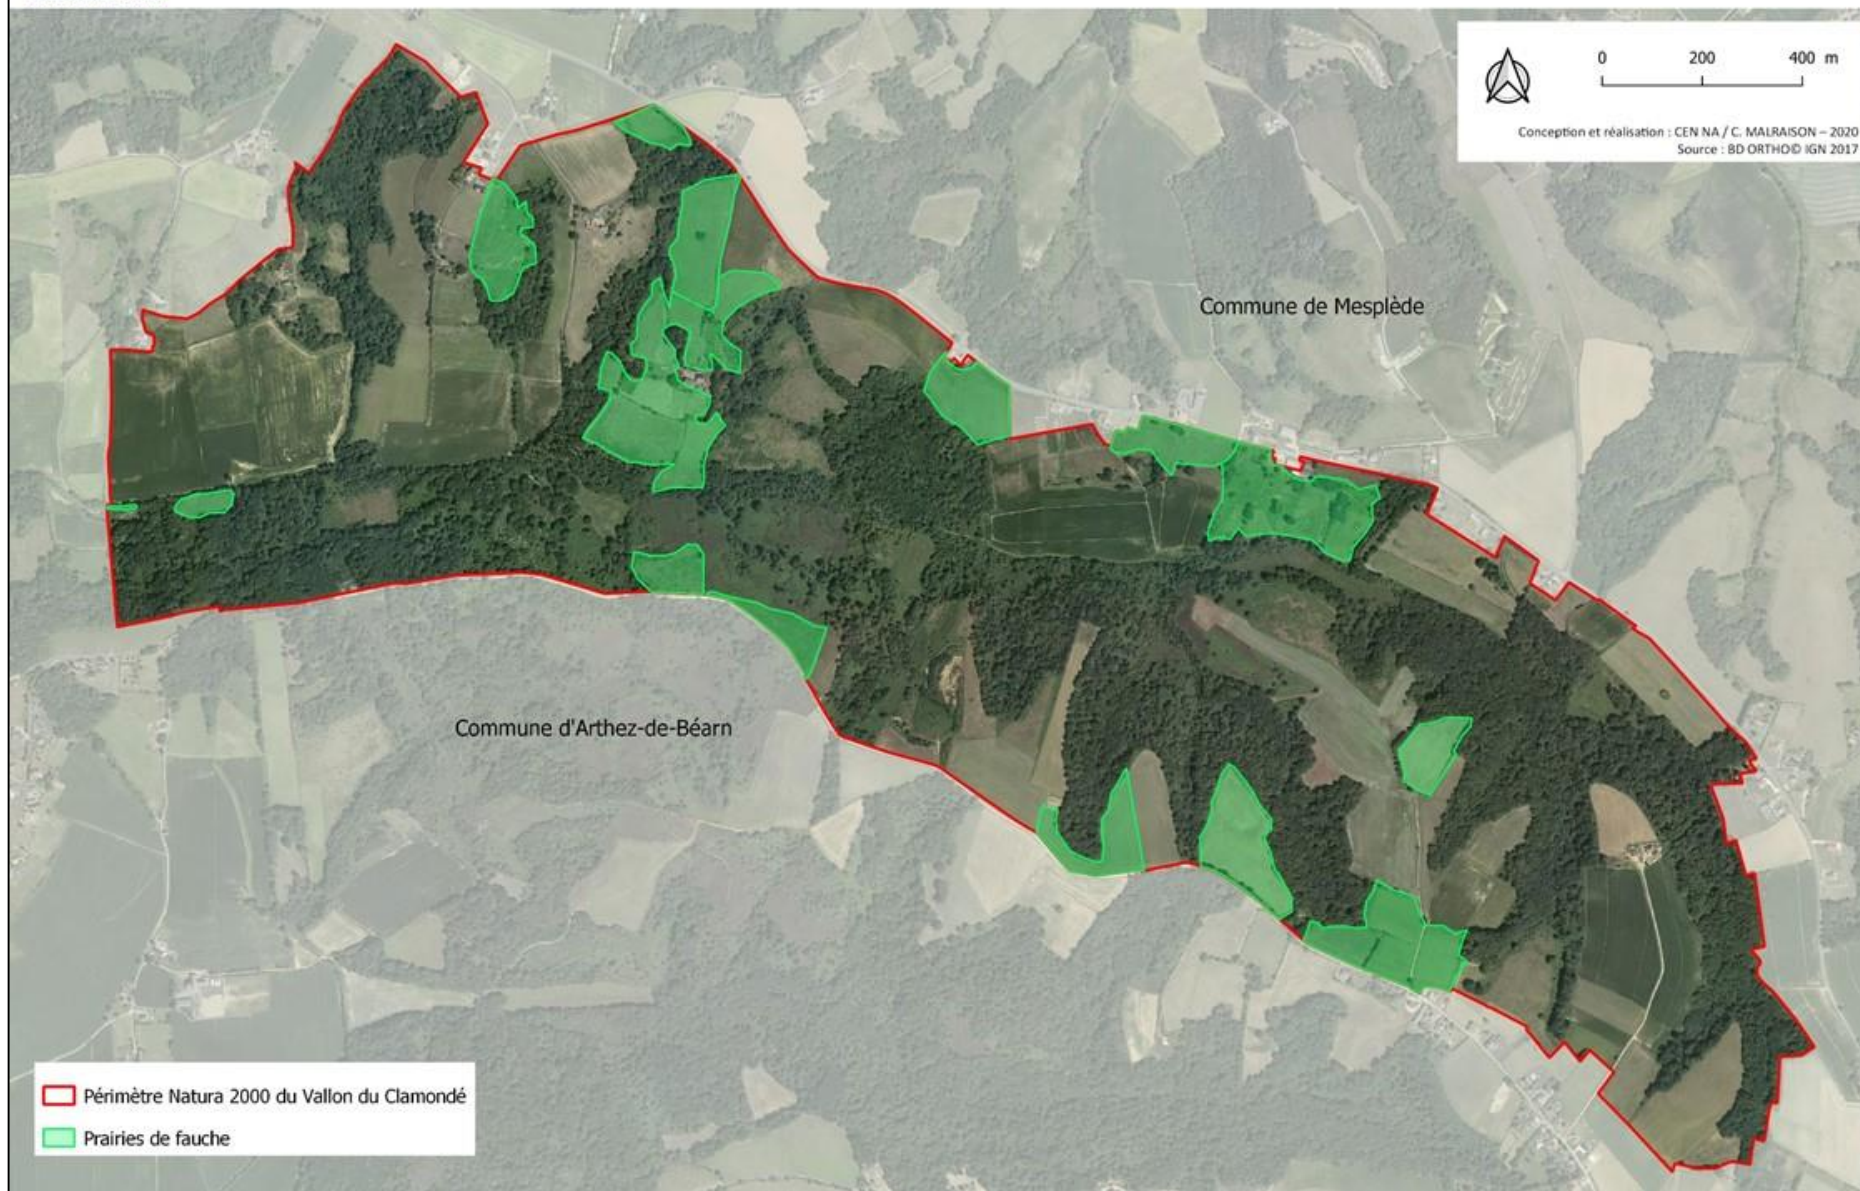 0 200 400 m
Conception et réalisation : CEN NA / C. MALRAISON – 2020
Source : BD ORTHO© IGN 2017
Commune de Mesplède
Commune d'Arthez-de-Béarn
Périmètre Natura 2000 du Vallon du Clamondé
Prairies de fauche